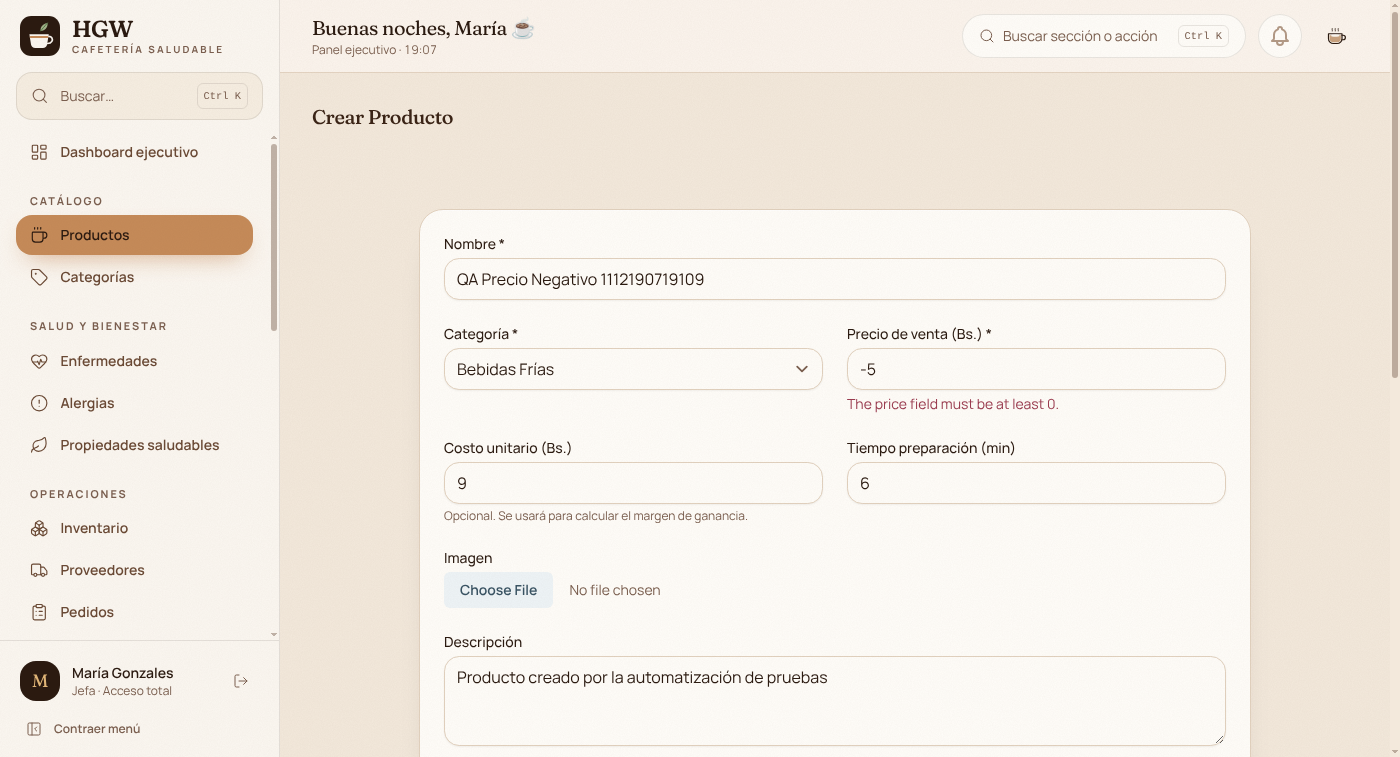 HGW
CAFETERÍA SALUDABLE
Buscar...
Ctrl K
Dashboard ejecutivo
CATÁLOGO
Productos
Categorías
SALUD Y BIENESTAR
Enfermedades
Alergias
Propiedades saludables
OPERACIONES
Inventario
Proveedores
Pedidos
M
María Gonzales
Jefa · Acceso total
Contraer menú
Buenas noches, María ☕
Panel ejecutivo · 19:07
Buscar sección o acción
Ctrl K
Crear Producto
Nombre *
QA Precio Negativo 1112190719109
Categoría *
Bebidas Frías
Precio de venta (Bs.) *
-5
The price field must be at least 0.
Costo unitario (Bs.)
9
Opcional. Se usará para calcular el margen de ganancia.
Tiempo preparación (min)
6
Imagen
Choose File
No file chosen
Descripción
Producto creado por la automatización de pruebas